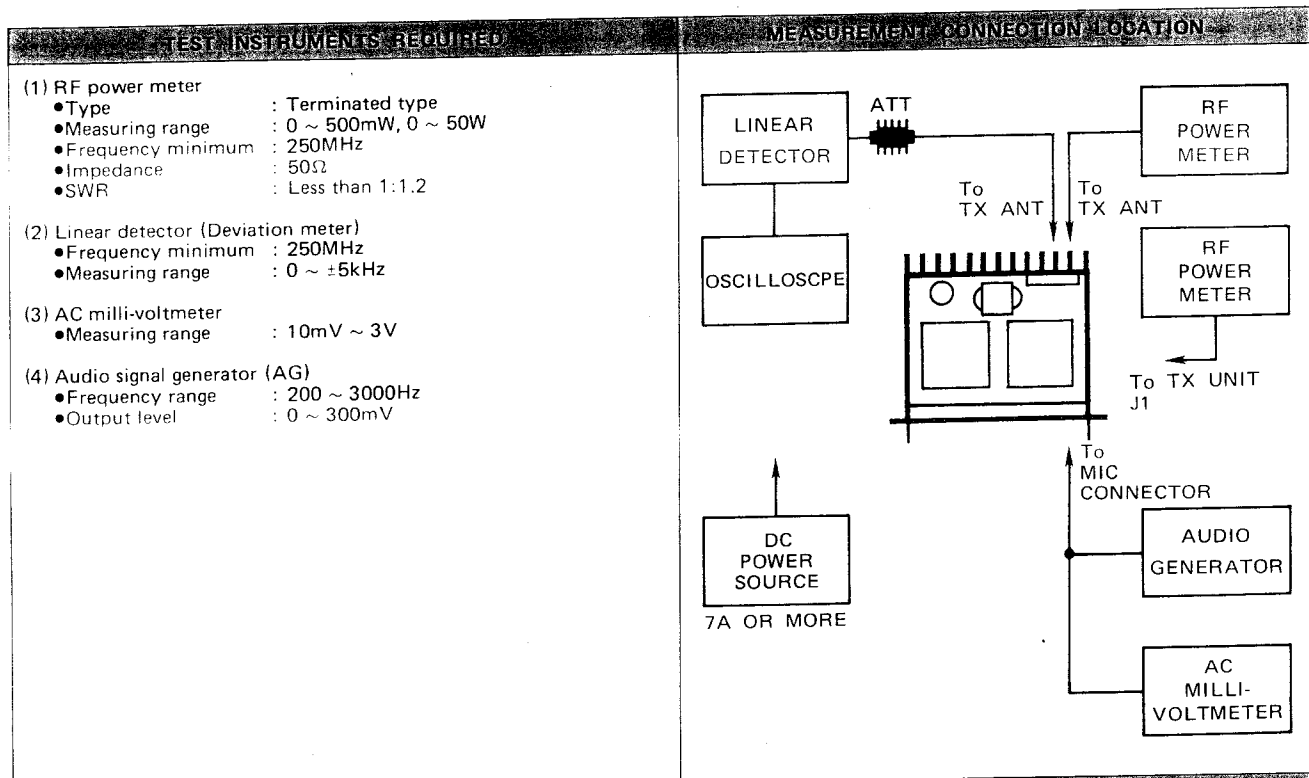 TEST INSTRUMENTS REQUIRED
(1) RF power meter
●Type : Terminated type
●Measuring range : 0 ~ 500mW, 0 ~ 50W
●Frequency minimum : 250MHz
●Impedance : 50Ω
●SWR : Less than 1:1.2
(2) Linear detector (Deviation meter)
●Frequency minimum : 250MHz
●Measuring range : 0 ~ ±5kHz
(3) AC milli-voltmeter
●Measuring range : 10mV ~ 3V
(4) Audio signal generator (AG)
●Frequency range : 200 ~ 3000Hz
●Output level : 0 ~ 300mV
MEASUREMENT CONNECTION LOCATION
LINEAR
DETECTOR
ATT
RF
POWER
METER
To
TX ANT
To
TX ANT
OSCILLOSCPE
RF
POWER
METER
To TX UNIT
J1
To
MIC
CONNECTOR
DC
POWER
SOURCE
7A OR MORE
AUDIO
GENERATOR
AC
MILLI-
VOLTMETER